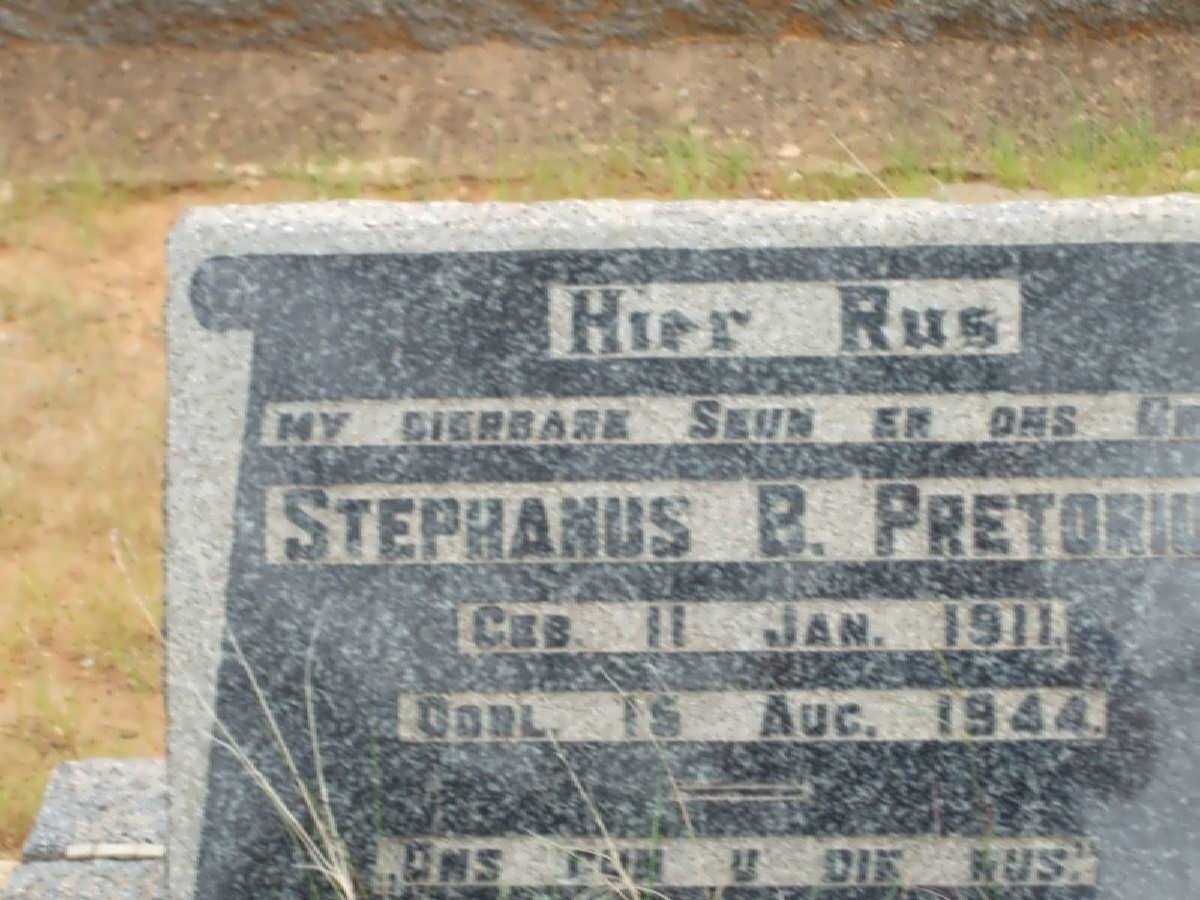 Hier Rus
MY DIERBARE SEUN EN ONS
STEPHANUS B. PRETORIU
GEB. 11 JAN. 1911.
OORL. 15 AUG. 1944.
"ONS GUN U DIE RUS."